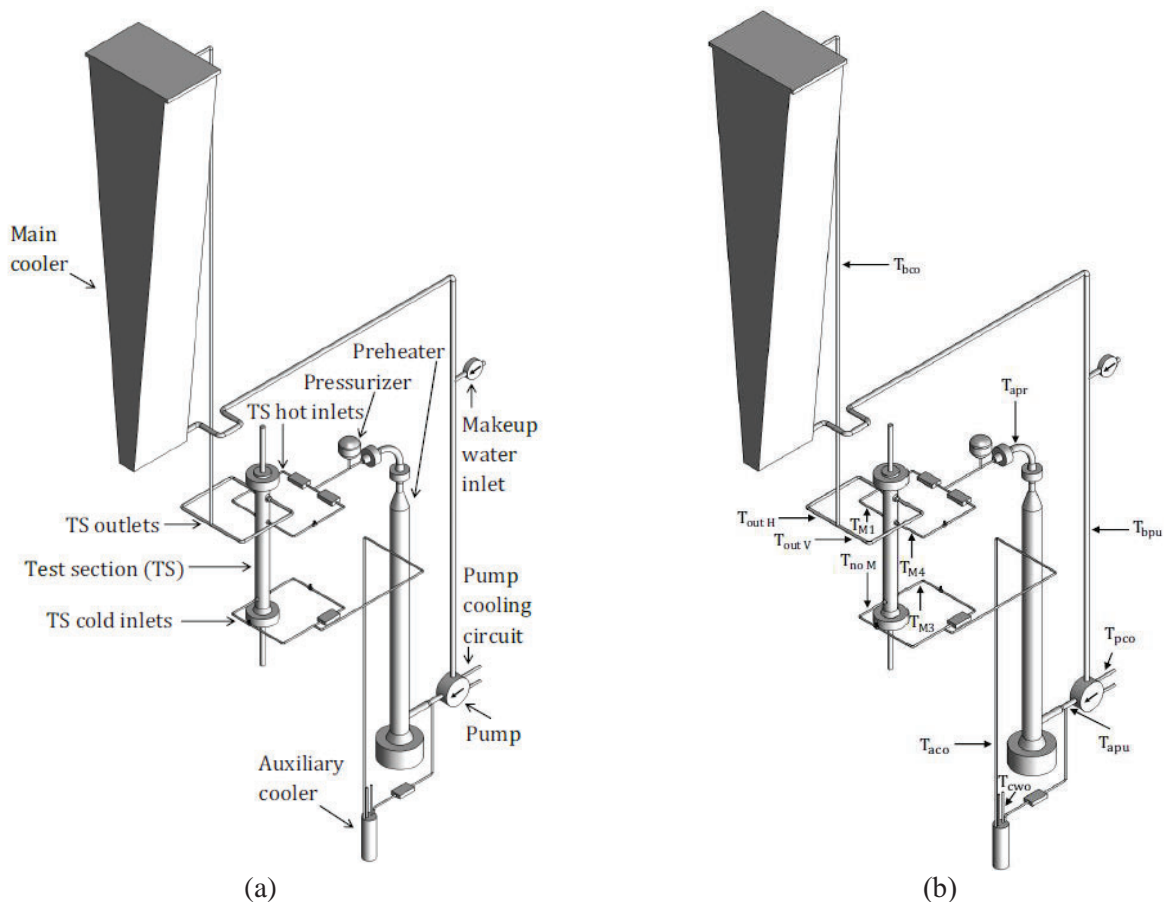 Main
cooler
Preheater
Pressurizer
TS hot inlets
Makeup
water
inlet
TS outlets
Test section (TS)
TS cold inlets
Pump
cooling
circuit
Pump
Auxiliary
cooler
(a)
T_bco
T_apr
T_out H
T_M1
T_out V
T_bpu
T_no M
T_M4
T_M3
T_pco
T_aco
T_apu
T_cwo
(b)